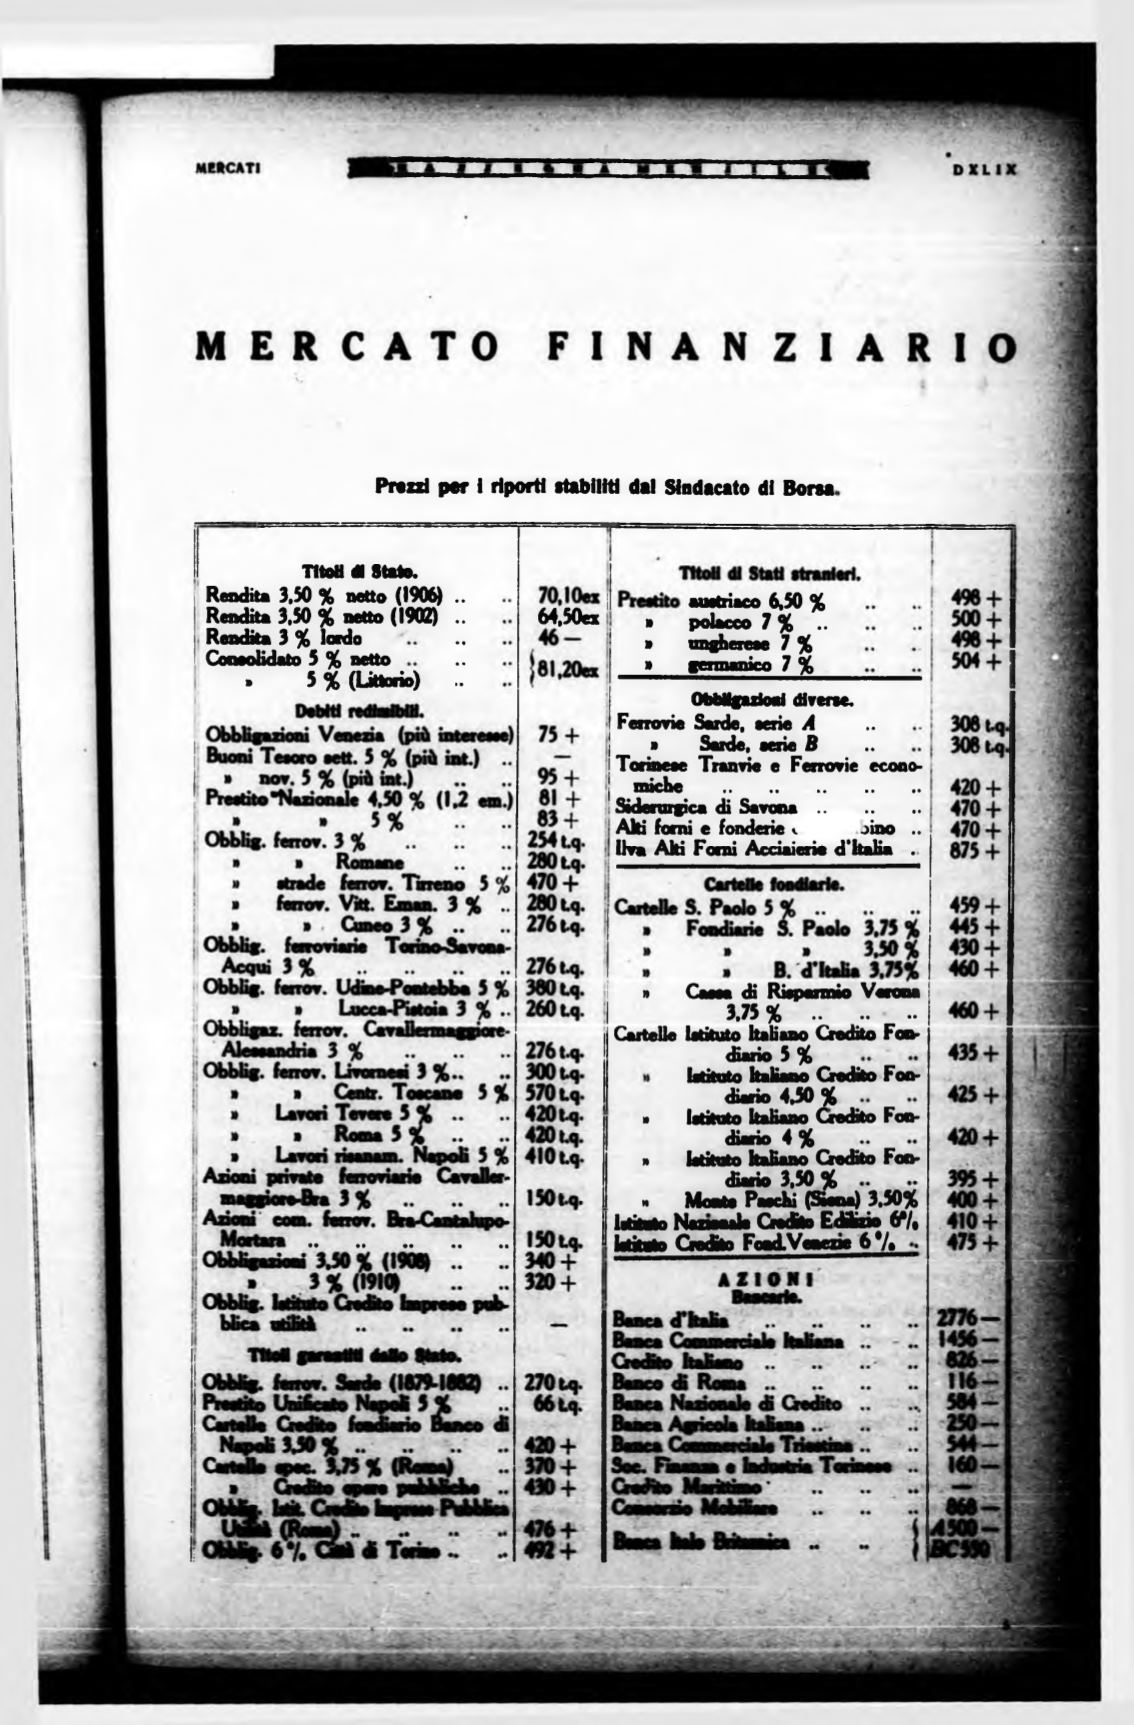 MERCATI
RASSEGNA MENSILE
DXLIX
MERCATO FINANZIARIO
Prezzi per i riporti stabiliti dal Sindacato di Borsa.
Titoli di Stato.
Rendita 3,50 % netto (1906) .. .. 70,10ex
Rendita 3,50 % netto (1902) .. .. 64,50ex
Rendita 3 % lordo .. .. .. 46 —
Consolidato 5 % netto .. .. ..
» 5 % (Littorio) .. .. } 81,20ex
Debiti redimibili.
Obbligazioni Venezia (più interesse) 75 +
Buoni Tesoro sett. 5 % (più int.) .. —
» nov. 5 % (più int.) .. .. 95 +
Prestito Nazionale 4,50 % (1,2 em.) 81 +
» » 5 % .. .. 83 +
Obblig. ferrov. 3 % .. .. .. 254 t.q.
» » Romane .. .. 280 t.q.
» strade ferrov. Tirreno 5 % 470 +
» ferrov. Vitt. Eman. 3 % .. 280 t.q.
» » Cuneo 3 % .. .. 276 t.q.
Obblig. ferroviarie Torino-Savona-
Acqui 3 % .. .. .. .. 276 t.q.
Obblig. ferrov. Udine-Pontebba 5 % 380 t.q.
» » Lucca-Pistoia 3 % .. 260 t.q.
Obbligaz. ferrov. Cavallermaggiore-
Alessandria 3 % .. .. .. 276 t.q.
Obblig. ferrov. Livornesi 3 % .. .. 300 t.q.
» » Centr. Toscane 5 % 570 t.q.
» Lavori Tevere 5 % .. .. 420 t.q.
» » Roma 5 % .. .. 420 t.q.
» Lavori risanam. Napoli 5 % 410 t.q.
Azioni private ferroviarie Cavaller-
maggiore-Bra 3 % .. .. .. 150 t.q.
Azioni com. ferrov. Bra-Cantalupo-
Mortara .. .. .. .. .. 150 t.q.
Obbligazioni 3,50 % (1908) .. .. 340 +
» 3 % (1910) .. .. 320 +
Obblig. Istituto Credito Imprese pub-
blica utilità .. .. .. .. —
Titoli garantiti dallo Stato.
Obblig. ferrov. Sarde (1879-1882) .. 270 t.q.
Prestito Unificato Napoli 5 % .. 66 t.q.
Cartelle Credito fondiario Banco di
Napoli 3,50 % .. .. .. .. 420 +
Cartelle spec. 3,75 % (Roma) .. 370 +
» Credito opere pubbliche .. 430 +
Obblig. Istit. Credito Imprese Pubblica
Utilità (Roma) .. .. .. .. 476 +
Obblig. 6 % Città di Torino .. .. 492 +
Titoli di Stati stranieri.
Prestito austriaco 6,50 % .. .. 498 +
» polacco 7 % .. .. .. 500 +
» ungherese 7 % .. .. 498 +
» germanico 7 % .. .. 504 +
Obbligazioni diverse.
Ferrovie Sarde, serie A .. .. 308 t.q.
» Sarde, serie B .. .. 308 t.q.
Torinese Tranvie e Ferrovie econo-
miche .. .. .. .. .. 420 +
Siderurgica di Savona .. .. .. 470 +
Alti forni e fonderie bino .. 470 +
Ilva Alti Forni Acciaierie d'Italia .. 875 +
Cartelle fondiarie.
Cartelle S. Paolo 5 % .. .. .. 459 +
» Fondiarie S. Paolo 3,75 % 445 +
» » » 3,50 % 430 +
» » B. d'Italia 3,75% 460 +
» Cassa di Risparmio Verona
3,75 % .. .. .. 460 +
Cartelle Istituto Italiano Credito Fon-
diario 5 % .. .. 435 +
» Istituto Italiano Credito Fon-
diario 4,50 % .. .. 425 +
» Istituto Italiano Credito Fon-
diario 4 % .. .. 420 +
» Istituto Italiano Credito Fon-
diario 3,50 % .. .. 395 +
» Monte Paschi (Siena) 3,50% 400 +
Istituto Nazionale Credito Edilizio 6% 410 +
Istituto Credito Fond. Venezie 6 % .. 475 +
AZIONI
Bancarie.
Banca d'Italia .. .. .. .. 2776 —
Banca Commerciale Italiana .. .. 1456 —
Credito Italiano .. .. .. .. 826 —
Banco di Roma .. .. .. .. 116 —
Banca Nazionale di Credito .. .. 584 —
Banca Agricola Italiana .. .. .. 250 —
Banca Commerciale Triestina .. .. 544 —
Soc. Finanza e Industria Torinese .. 160 —
Credito Marittimo .. .. .. —
Consorzio Mobiliare .. .. .. 868 —
Banca Italo Britannica .. .. { A 500 —
BC 550